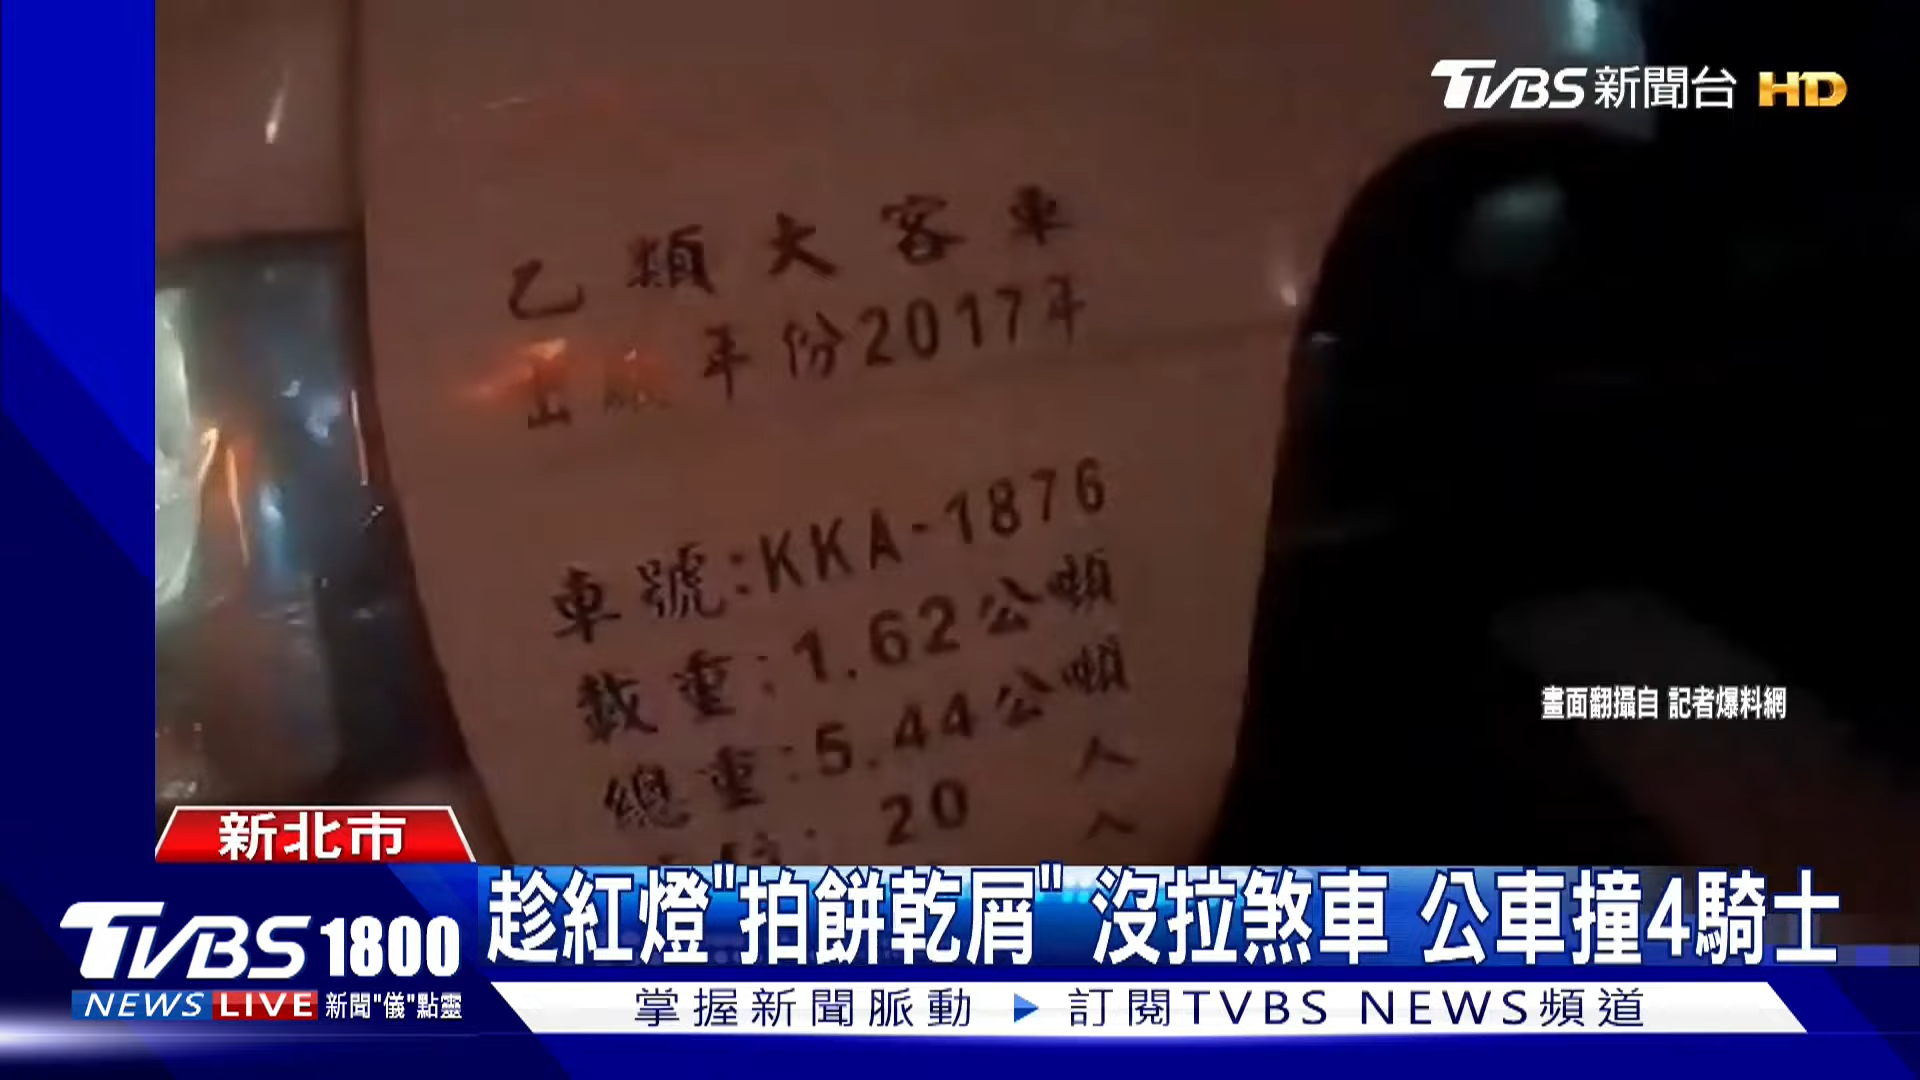 TVBS新聞台 HD
乙類大客車
出廠年份2017年
車號:KKA-1876
載重:1.62公噸
總重:5.44公噸
20 人
人
畫面翻攝自 記者爆料網
新北市
趁紅燈"拍餅乾屑" 沒拉煞車 公車撞4騎士
TVBS 1800
NEWS LIVE 新聞"儀"點靈
掌握新聞脈動 ▶ 訂閱TVBS NEWS頻道